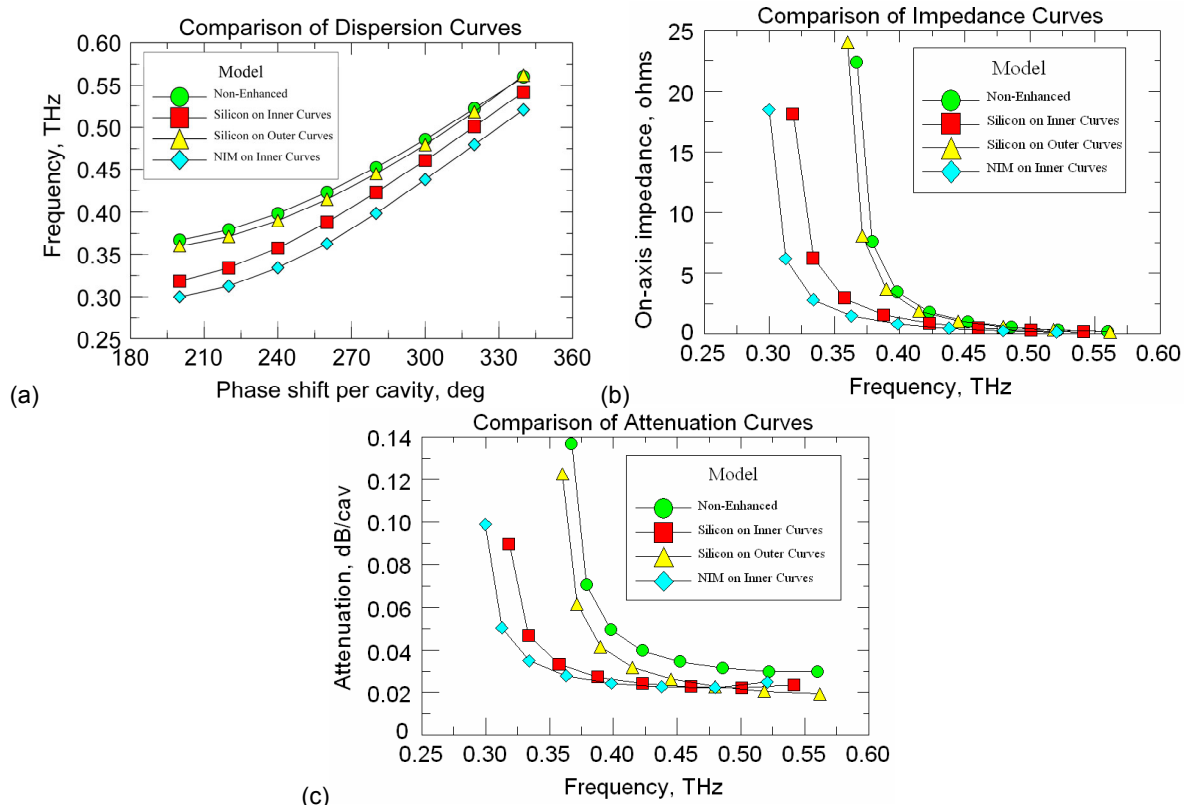 Comparison of Dispersion Curves
0.60
0.55
0.50
0.45
0.40
0.35
0.30
0.25
Frequency, THz
Model
Non-Enhanced
Silicon on Inner Curves
Silicon on Outer Curves
NIM on Inner Curves
180 210 240 270 300 330 360
Phase shift per cavity, deg
(a)
Comparison of Impedance Curves
25
20
15
10
5
0
On-axis impedance, ohms
Model
Non-Enhanced
Silicon on Inner Curves
Silicon on Outer Curves
NIM on Inner Curves
0.25 0.30 0.35 0.40 0.45 0.50 0.55 0.60
Frequency, THz
(b)
Comparison of Attenuation Curves
0.14
0.12
0.10
0.08
0.06
0.04
0.02
0
Attenuation, dB/cav
Model
Non-Enhanced
Silicon on Inner Curves
Silicon on Outer Curves
NIM on Inner Curves
0.25 0.30 0.35 0.40 0.45 0.50 0.55 0.60
Frequency, THz
(c)